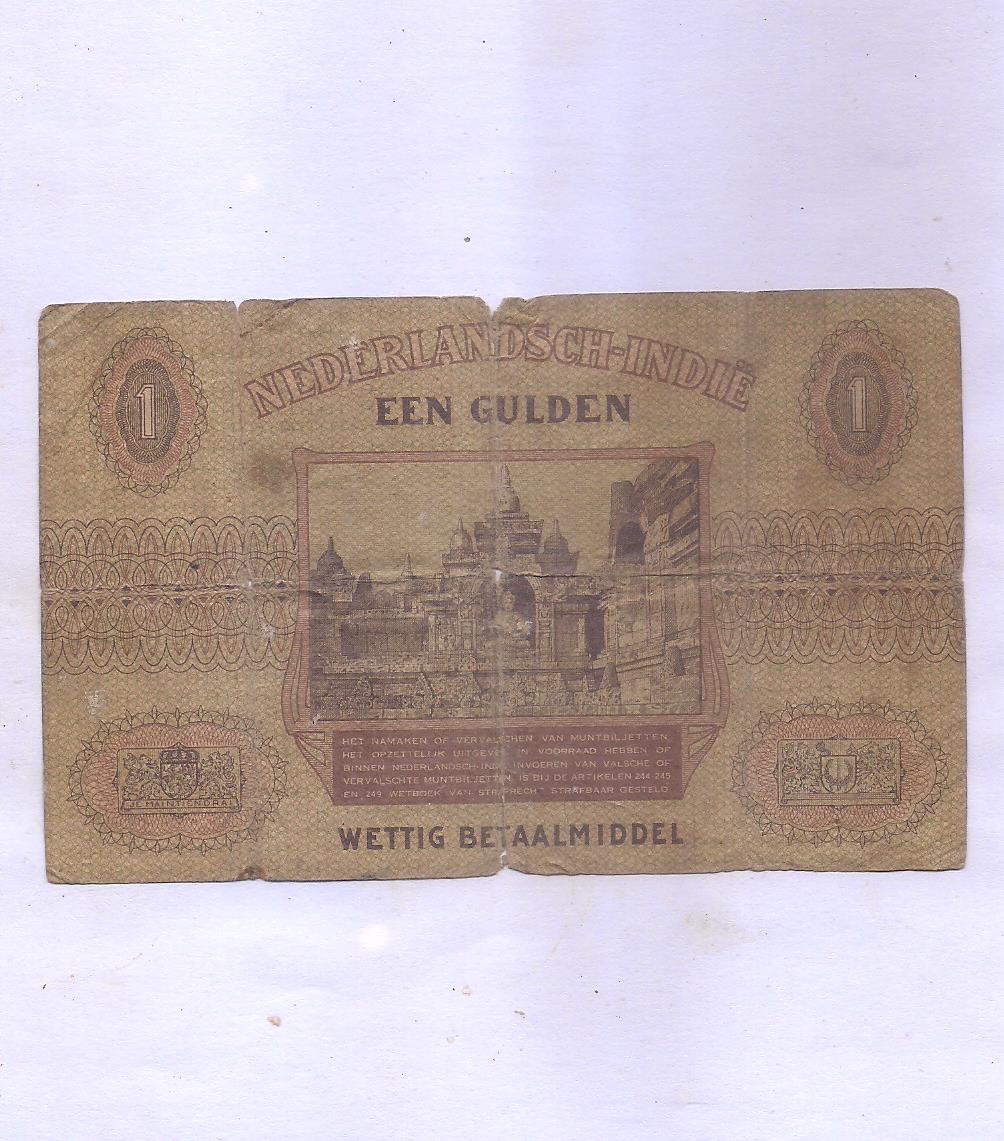 NEDERLANDSCH-INDIË
1 1
EEN GULDEN
HET NAMAKEN OF VERVALSCHEN VAN MUNTBILJETTEN,
HET OPZETTELIJK UITGEVEN IN VOORRAAD HEBBEN OF
BINNEN NEDERLANDSCH-INDIË INVOEREN VAN VALSCHE OF
VERVALSCHTE MUNTBILJETTEN, IS BIJ DE ARTIKELEN 244-245
EN 249 WETBOEK VAN STRAFRECHT STRAFBAAR GESTELD
JE MAINTIENDRAI
WETTIG BETAALMIDDEL